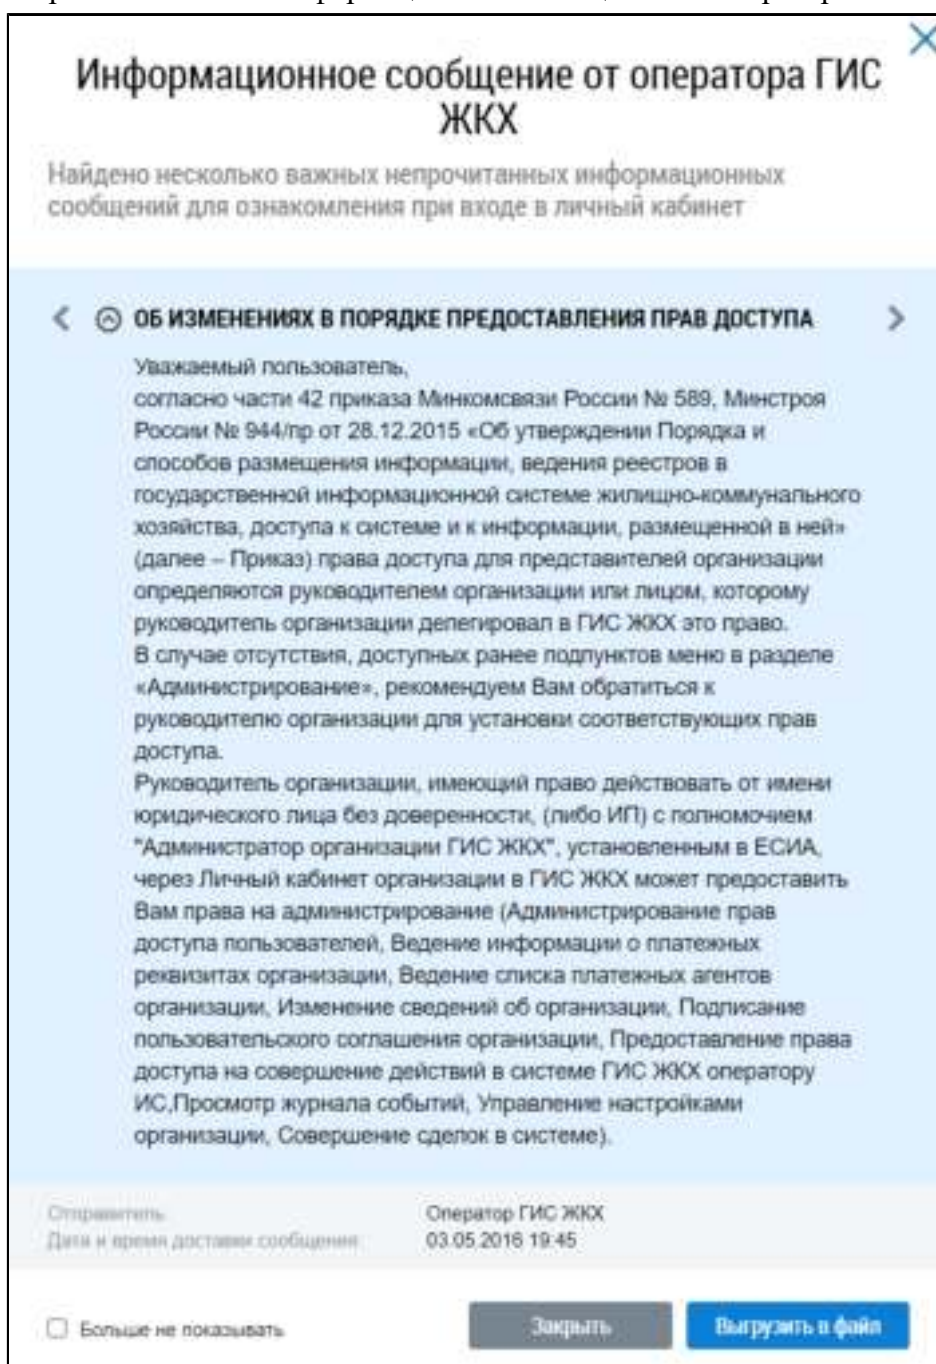 Информационное сообщение от оператора ГИС
ЖКХ
Найдено несколько важных непрочитанных информационных
сообщений для ознакомления при входе в личный кабинет
ОБ ИЗМЕНЕНИЯХ В ПОРЯДКЕ ПРЕДОСТАВЛЕНИЯ ПРАВ ДОСТУПА
Уважаемый пользователь,
согласно части 42 приказа Минкомсвязи России № 589, Минстроя
России № 944/пр от 28.12.2015 «Об утверждении Порядка и
способов размещения информации, ведения реестров в
государственной информационной системе жилищно-коммунального
хозяйства, доступа к системе и к информации, размещенной в ней»
(далее – Приказ) права доступа для представителей организации
определяются руководителем организации или лицом, которому
руководитель организации делегировал в ГИС ЖКХ это право.
В случае отсутствия, доступных ранее подпунктов меню в разделе
«Администрирование», рекомендуем Вам обратиться к
руководителю организации для установки соответствующих прав
доступа.
Руководитель организации, имеющий право действовать от имени
юридического лица без доверенности, (либо ИП) с полномочием
"Администратор организации ГИС ЖКХ", установленным в ЕСИА,
через Личный кабинет организации в ГИС ЖКХ может предоставить
Вам права на администрирование (Администрирование прав
доступа пользователей, Ведение информации о платежных
реквизитах организации, Ведение списка платежных агентов
организации, Изменение сведений об организации, Подписание
пользовательского соглашения организации, Предоставление права
доступа на совершение действий в системе ГИС ЖКХ оператору
ИС,Просмотр журнала событий, Управление настройками
организации, Совершение сделок в системе).
Отправитель: Оператор ГИС ЖКХ
Дата и время доставки сообщения: 03.05.2016 19:45
Больше не показывать Закрыть Выгрузить в файл